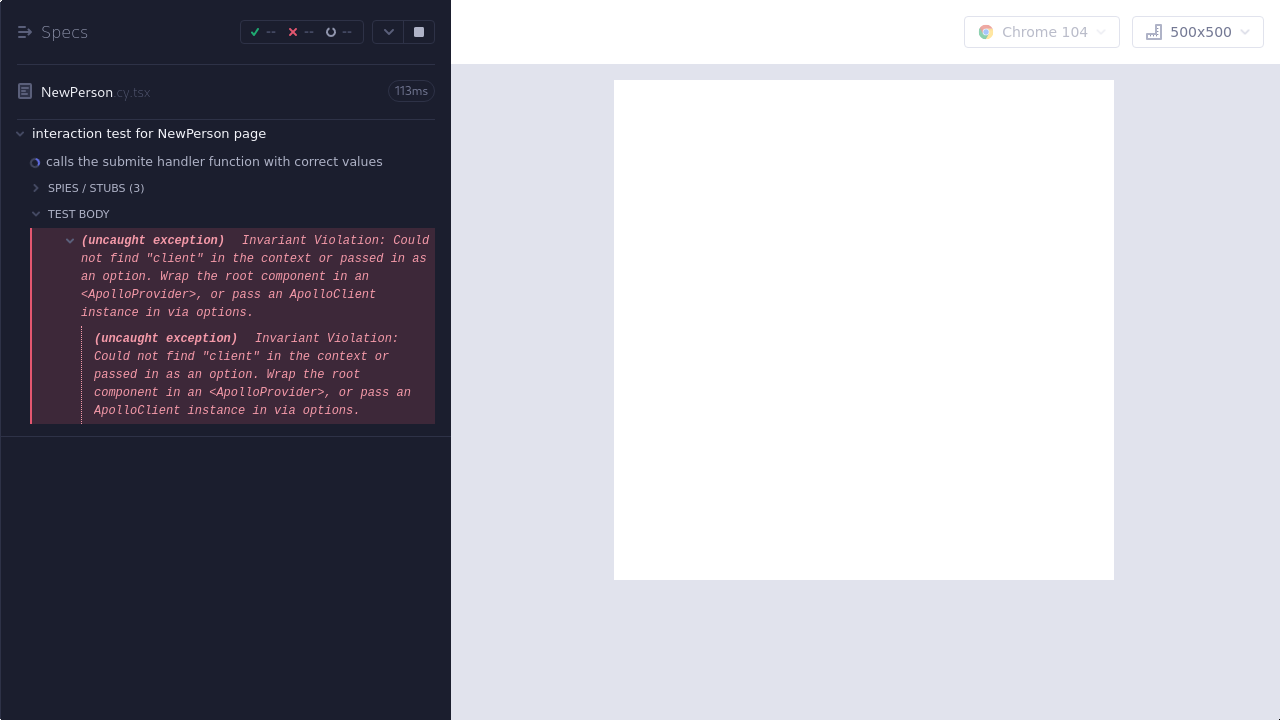 Specs
-- -- --
Chrome 104
500x500
NewPerson.cy.tsx
113ms
interaction test for NewPerson page
calls the submite handler function with correct values
SPIES / STUBS (3)
TEST BODY
(uncaught exception) Invariant Violation: Could
not find "client" in the context or passed in as
an option. Wrap the root component in an
<ApolloProvider>, or pass an ApolloClient
instance in via options.
(uncaught exception) Invariant Violation:
Could not find "client" in the context or
passed in as an option. Wrap the root
component in an <ApolloProvider>, or pass an
ApolloClient instance in via options.